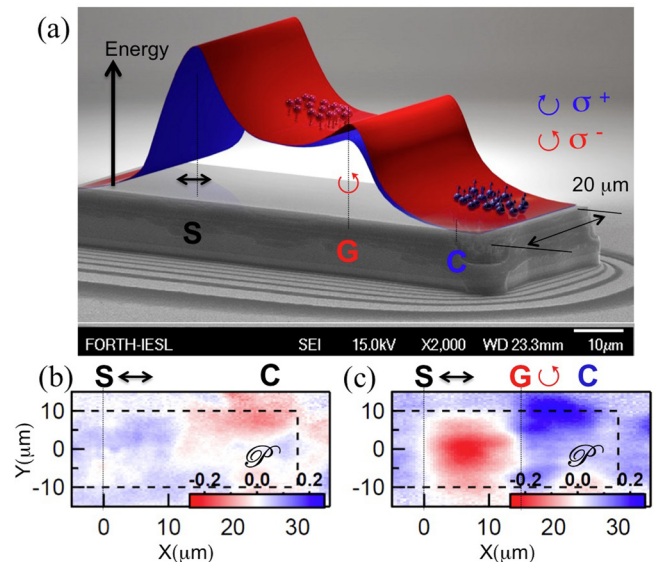 (a)
Energy
σ+
σ-
20 μm
S
G
C
FORTH-IESL SEI 15.0kV X2,000 WD 23.3mm 10μm
(b) S C
(c) S G C
Y(μm)
10
0
-10
𝒫
-0.2 0.0 0.2
0 10 20 30
X(μm)
10
0
-10
𝒫
-0.2 0.0 0.2
0 10 20 30
X(μm)